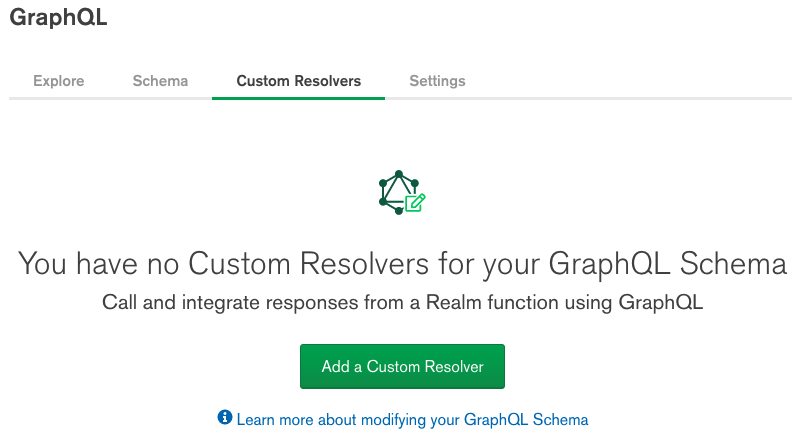 GraphQL
Explore Schema Custom Resolvers Settings
You have no Custom Resolvers for your GraphQL Schema
Call and integrate responses from a Realm function using GraphQL
Add a Custom Resolver
Learn more about modifying your GraphQL Schema